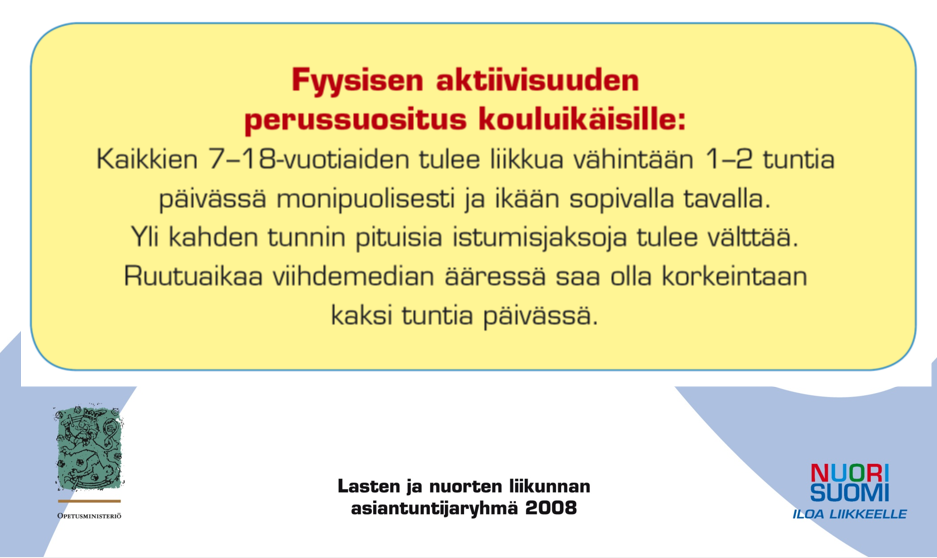 Fyysisen aktiivisuuden
perussuositus kouluikäisille:
Kaikkien 7–18-vuotiaiden tulee liikkua vähintään 1–2 tuntia
päivässä monipuolisesti ja ikään sopivalla tavalla.
Yli kahden tunnin pituisia istumisjaksoja tulee välttää.
Ruutuaikaa viihdemedian ääressä saa olla korkeintaan
kaksi tuntia päivässä.
OPETUSMINISTERIÖ
Lasten ja nuorten liikunnan
asiantuntijaryhmä 2008
NUORI
SUOMI
ILOA LIIKKEELLE